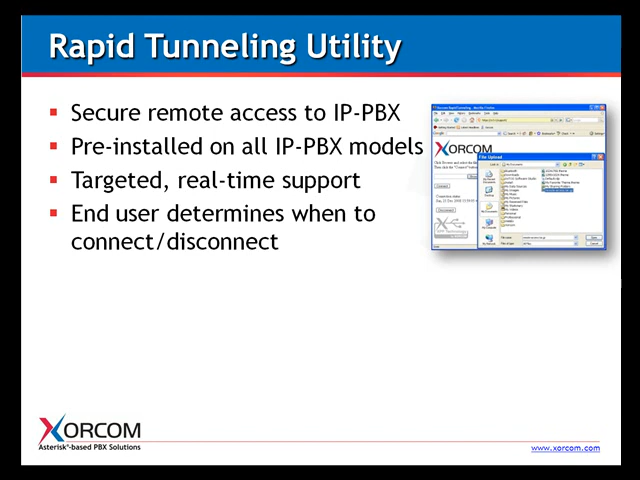 Rapid Tunneling Utility
Secure remote access to IP-PBX
Pre-installed on all IP-PBX models
Targeted, real-time support
End user determines when to
connect/disconnect
XORCOM
File Upload
XORCOM
Asterisk®-based PBX Solutions
www.xorcom.com